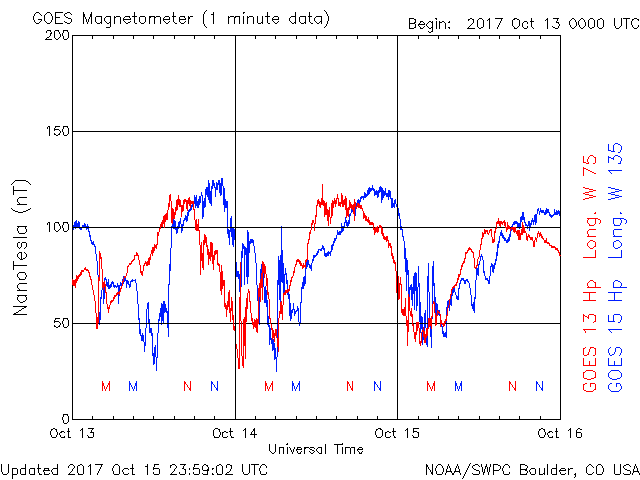 GOES Magnetometer (1 minute data)
Begin: 2017 Oct 13 0000 UTC
200
150
100
50
0
NanoTesla (nT)
M M N N M M N N M M N N
Oct 13 Oct 14 Oct 15 Oct 16
Universal Time
GOES 13 Hp Long. W 75
GOES 15 Hp Long. W 135
Updated 2017 Oct 15 23:59:02 UTC
NOAA/SWPC Boulder, CO USA